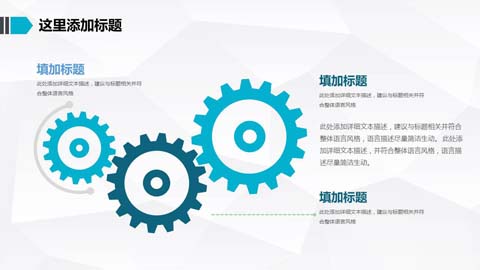 这里添加标题
填加标题
此处添加详细文本描述，建议与标题相关并符
合整体语言风格
填加标题
此处添加详细文本描述，建议与标题相关并符
合整体语言风格
此处添加详细文本描述，建议与标题相关并符合
整体语言风格，语言描述尽量简洁生动。此处添
加详细文本描述，并符合整体语言风格，语言描
述尽量简洁生动。
填加标题
此处添加详细文本描述，建议与标题相关并符
合整体语言风格